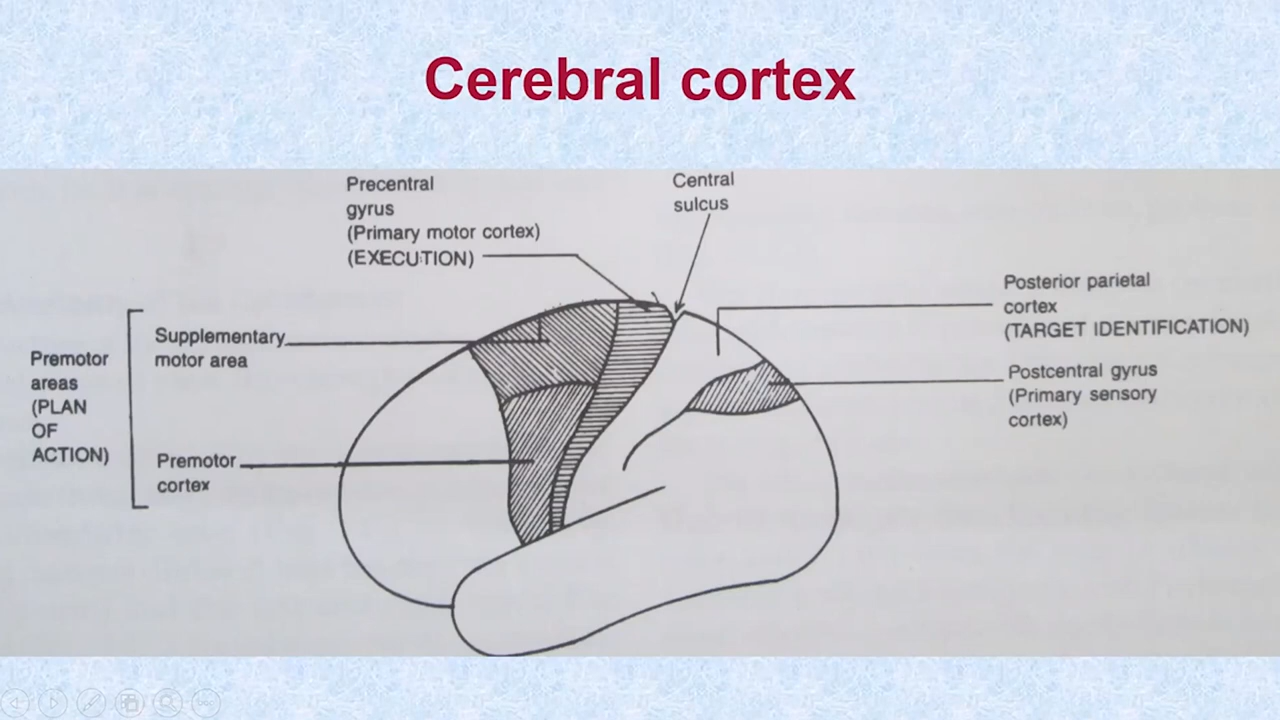 Cerebral cortex
Precentral
gyrus
(Primary motor cortex)
(EXECUTION)
Central
sulcus
Posterior parietal
cortex
(TARGET IDENTIFICATION)
Postcentral gyrus
(Primary sensory
cortex)
Supplementary
motor area
Premotor
areas
(PLAN
OF
ACTION)
Premotor
cortex